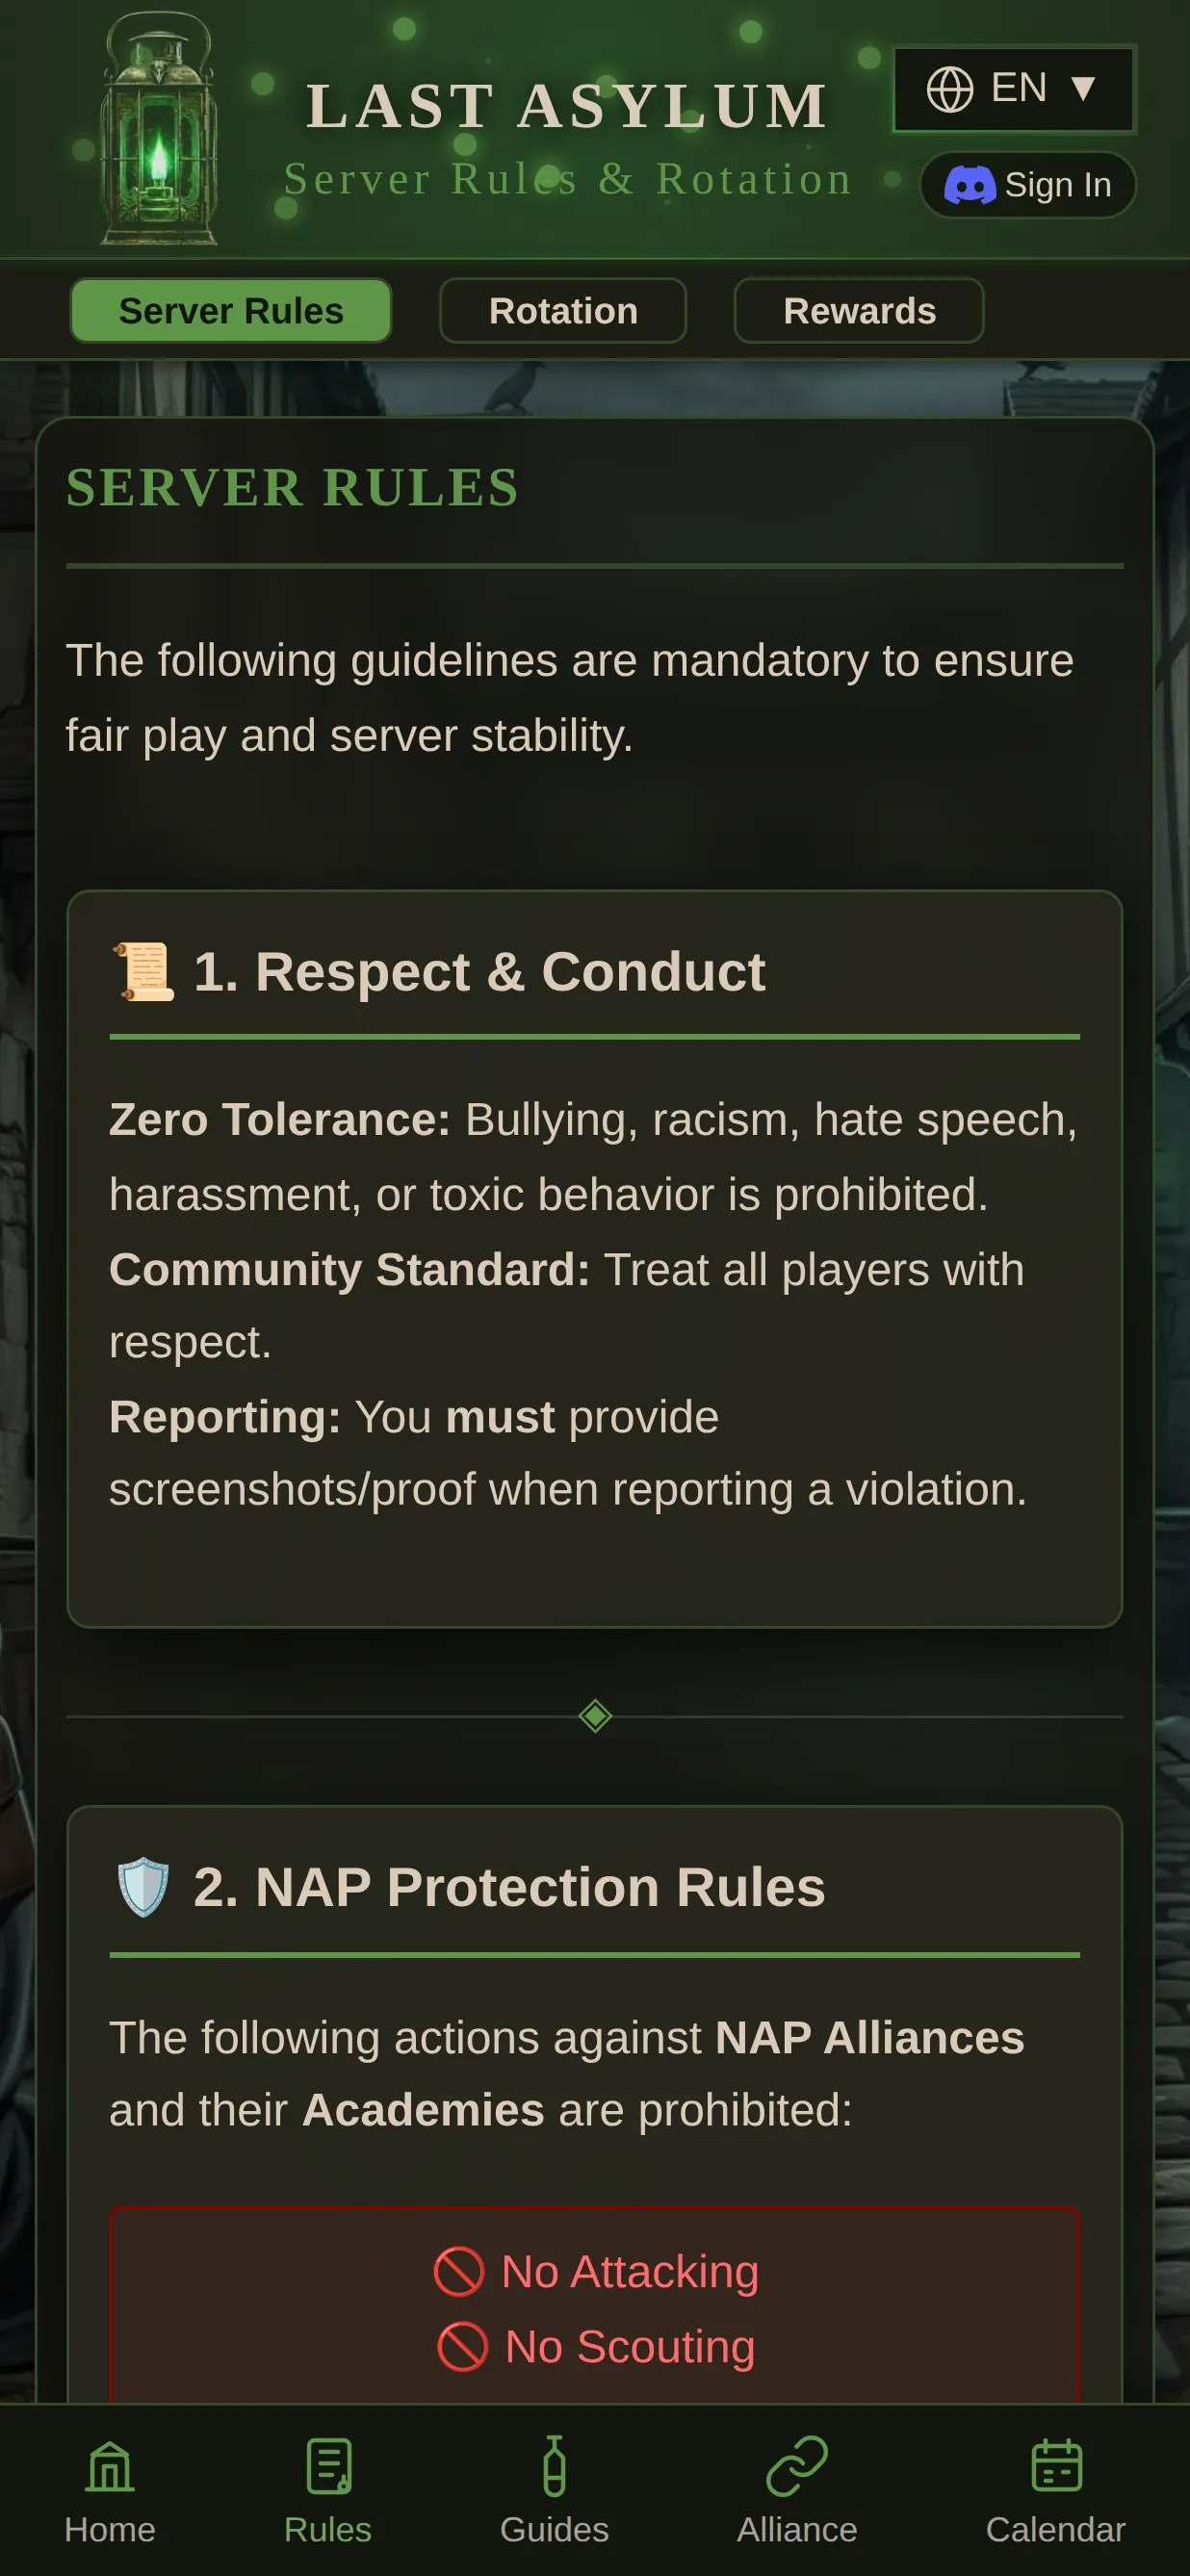 LAST ASYLUM
Server Rules & Rotation
EN ▼
Sign In
Server Rules
Rotation
Rewards
SERVER RULES
The following guidelines are mandatory to ensure
fair play and server stability.
📜 1. Respect & Conduct
Zero Tolerance: Bullying, racism, hate speech,
harassment, or toxic behavior is prohibited.
Community Standard: Treat all players with
respect.
Reporting: You must provide
screenshots/proof when reporting a violation.
🛡️ 2. NAP Protection Rules
The following actions against NAP Alliances
and their Academies are prohibited:
🚫 No Attacking
🚫 No Scouting
Home
Rules
Guides
Alliance
Calendar